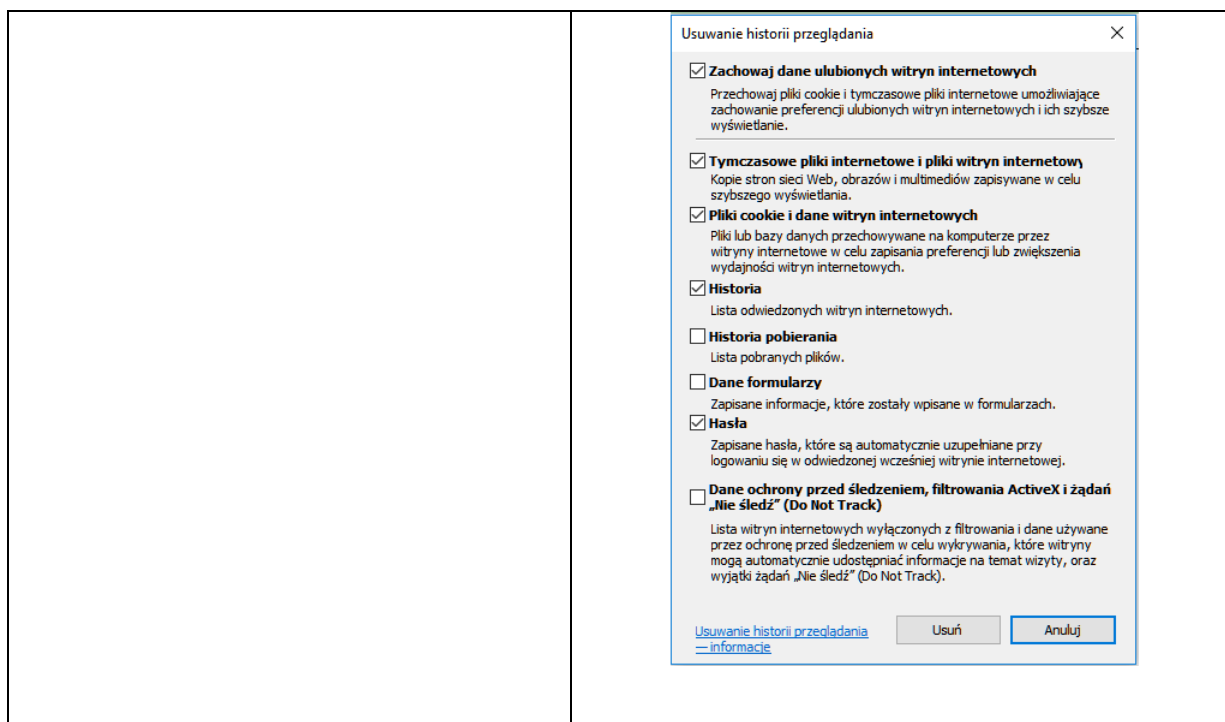 Usuwanie historii przeglądania
Zachowaj dane ulubionych witryn internetowych
Przechowaj pliki cookie i tymczasowe pliki internetowe umożliwiające
zachowanie preferencji ulubionych witryn internetowych i ich szybsze
wyświetlanie.
Tymczasowe pliki internetowe i pliki witryn internetowy
Kopie stron sieci Web, obrazów i multimediów zapisywane w celu
szybszego wyświetlania.
Pliki cookie i dane witryn internetowych
Pliki lub bazy danych przechowywane na komputerze przez
witryny internetowe w celu zapisania preferencji lub zwiększenia
wydajności witryn internetowych.
Historia
Lista odwiedzonych witryn internetowych.
Historia pobierania
Lista pobranych plików.
Dane formularzy
Zapisane informacje, które zostały wpisane w formularzach.
Hasła
Zapisane hasła, które są automatycznie uzupełniane przy
logowaniu się w odwiedzonej wcześniej witrynie internetowej.
Dane ochrony przed śledzeniem, filtrowania ActiveX i żądań
„Nie śledź” (Do Not Track)
Lista witryn internetowych wyłączonych z filtrowania i dane używane
przez ochronę przed śledzeniem w celu wykrywania, które witryny
mogą automatycznie udostępniać informacje na temat wizyty, oraz
wyjątki żądań „Nie śledź” (Do Not Track).
Usuwanie historii przeglądania
— informacje
Usuń
Anuluj